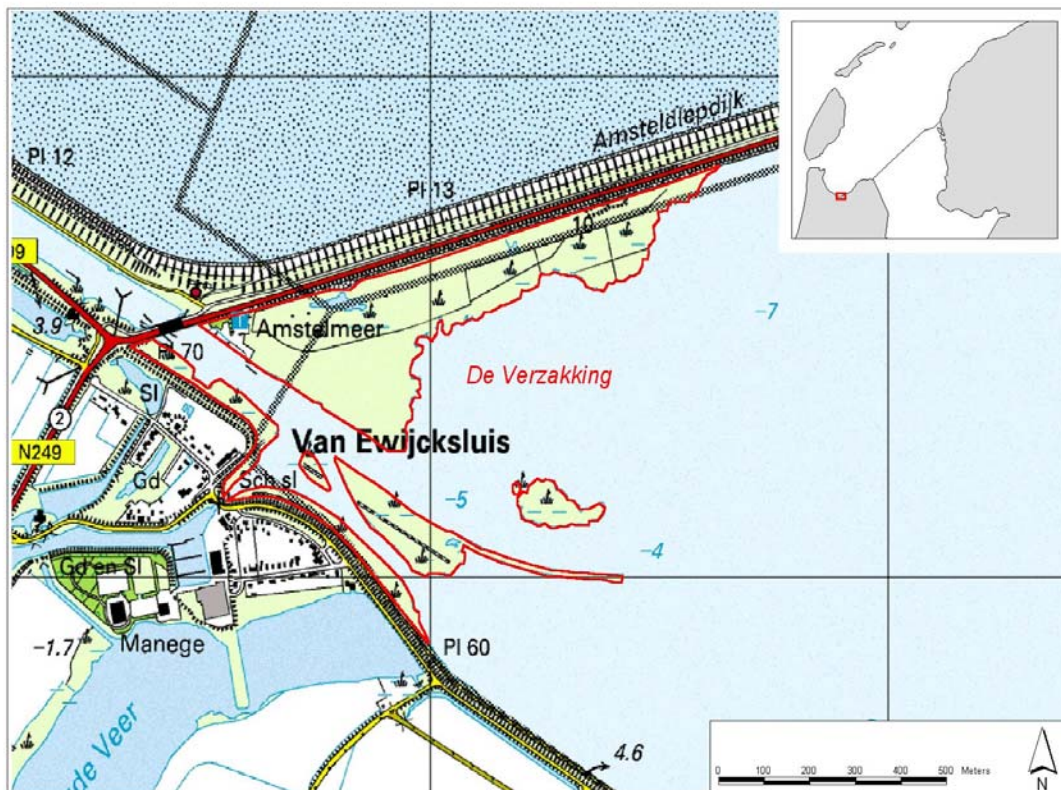 Amsteldiepdijk
Pl 12
Pl 13
10
09
3.9
Amstelmeer
Pl 70
-7
De Verzakking
Sl
2
N249
Van Ewijcksluis
Gd
Sch sl
-5
-4
Gd en Sl
-1.7
Manege
Pl 60
de Veer
4.6
0 100 200 300 400 500 Meters
N